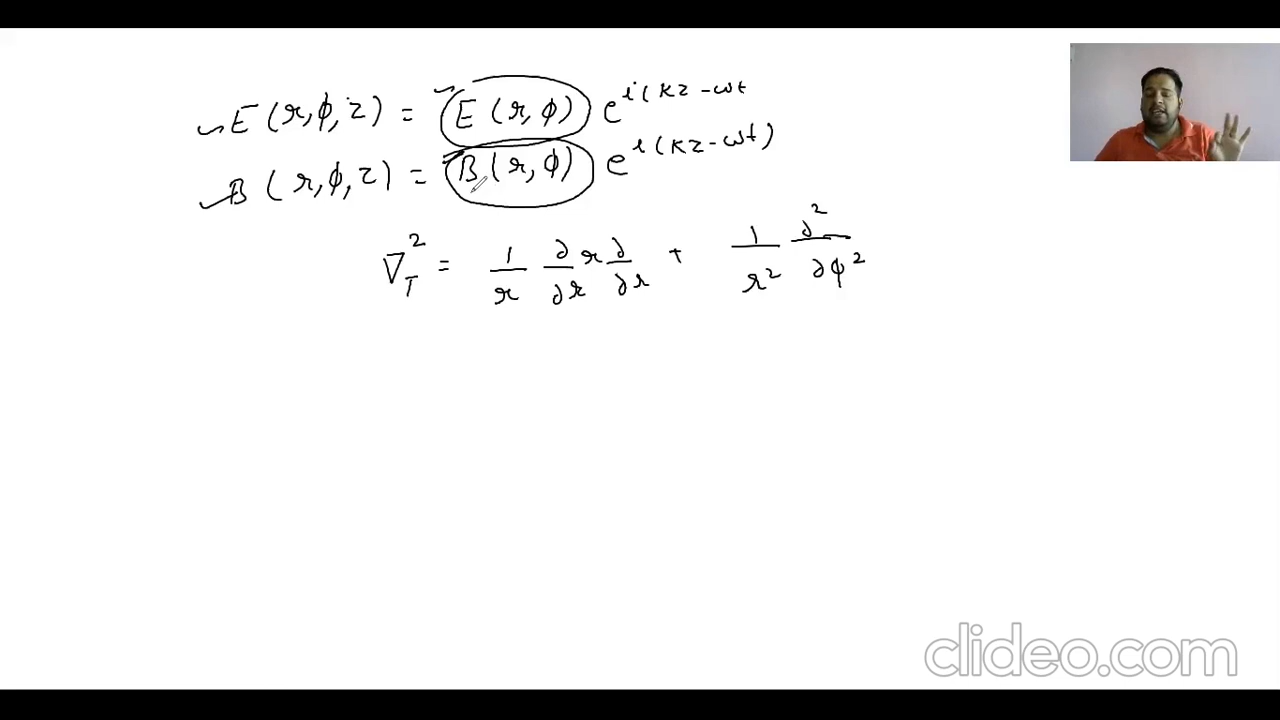 E (r,φ,z) = E (r,φ) e^{i(kz-ωt}
B (r,φ,z) = B (r,φ) e^{i(kz-ωt)}
∇_T^2 = 1/r ∂/∂r r ∂/∂r + 1/r^2 ∂^2/∂φ^2
clideo.com